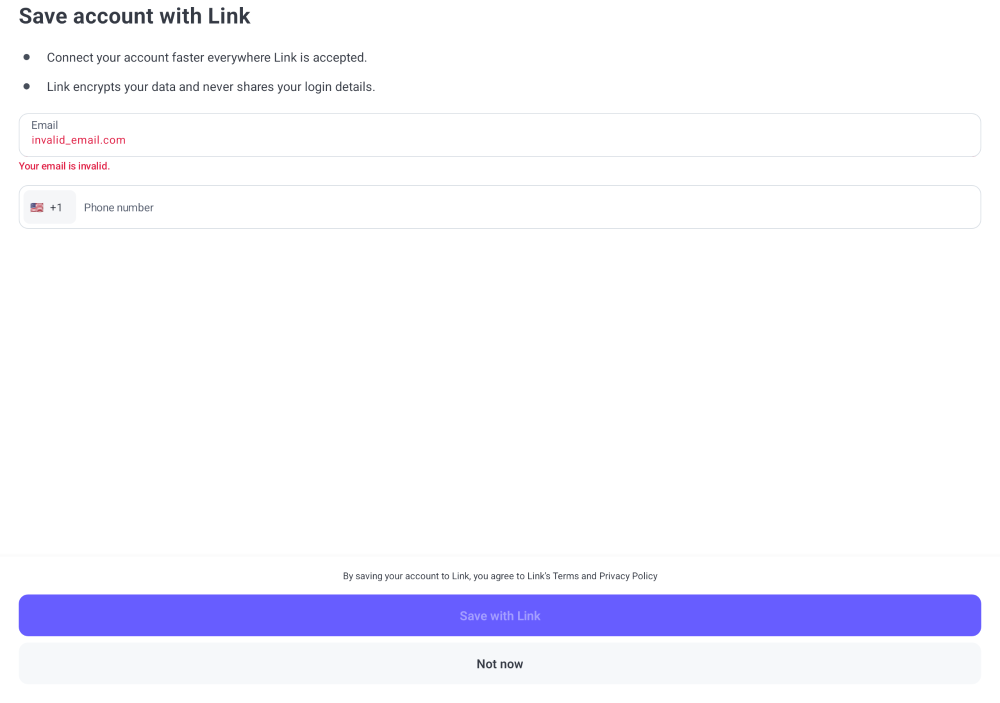 Save account with Link
Connect your account faster everywhere Link is accepted.
Link encrypts your data and never shares your login details.
Email
invalid_email.com
Your email is invalid.
+1 Phone number
By saving your account to Link, you agree to Link's Terms and Privacy Policy
Save with Link
Not now